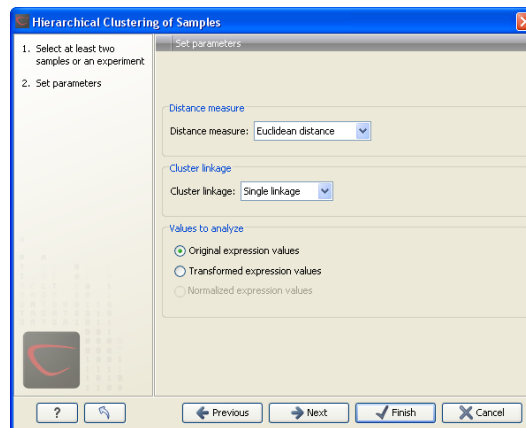 Hierarchical Clustering of Samples
1. Select at least two
samples or an experiment
2. Set parameters
Set parameters
Distance measure
Distance measure: Euclidean distance
Cluster linkage
Cluster linkage: Single linkage
Values to analyze
Original expression values
Transformed expression values
Normalized expression values
? Previous Next Finish Cancel